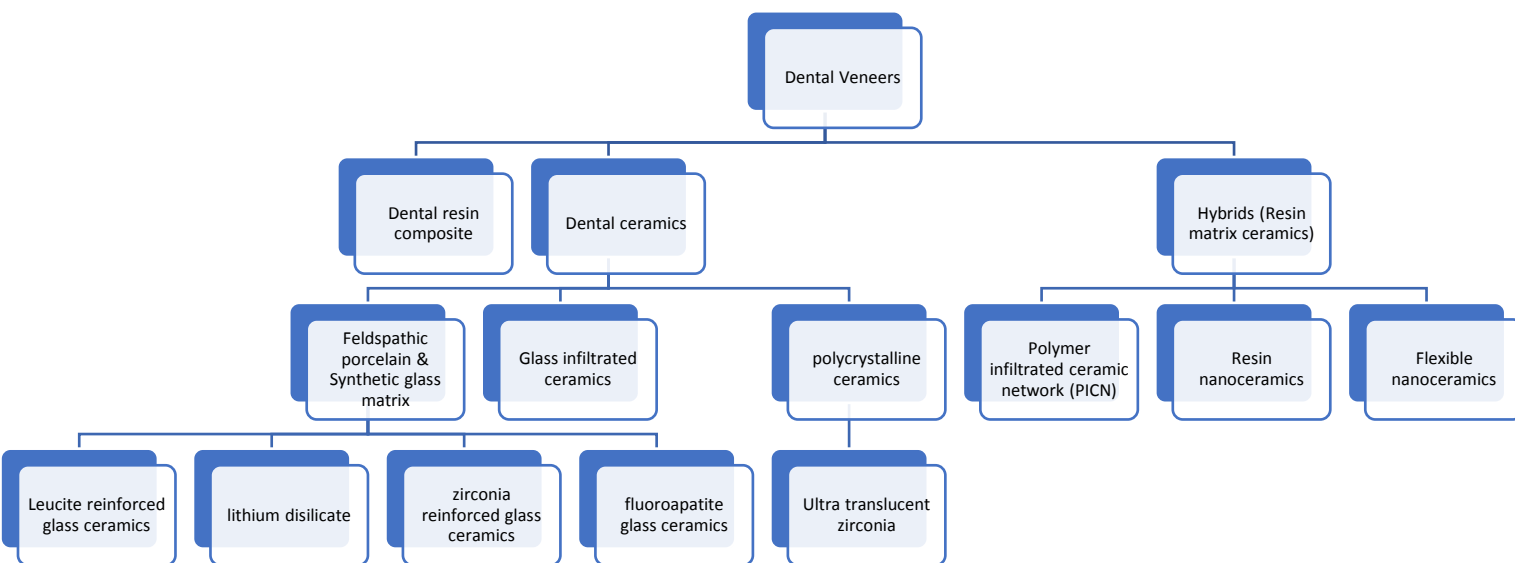 Dental Veneers
Dental resin
composite
Dental ceramics
Hybrids (Resin
matrix ceramics)
Feldspathic
porcelain &
Synthetic glass
matrix
Glass infiltrated
ceramics
polycrystalline
ceramics
Polymer
infiltrated ceramic
network (PICN)
Resin
nanoceramics
Flexible
nanoceramics
Leucite reinforced
glass ceramics
lithium disilicate
zirconia
reinforced glass
ceramics
fluoroapatite
glass ceramics
Ultra translucent
zirconia